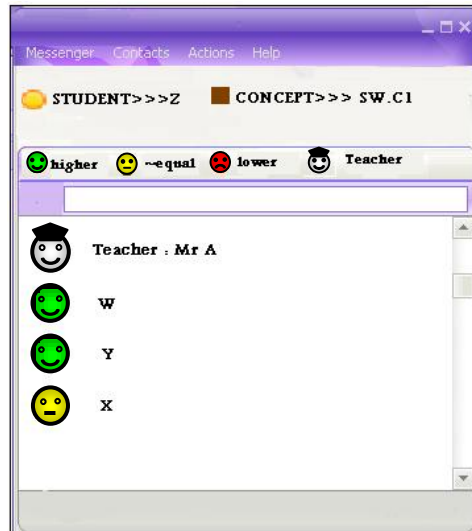 Messenger Contacts Actions Help
STUDENT>>>Z CONCEPT>>> SW.C1
higher ~equal lower Teacher
Teacher : Mr A
W
Y
X